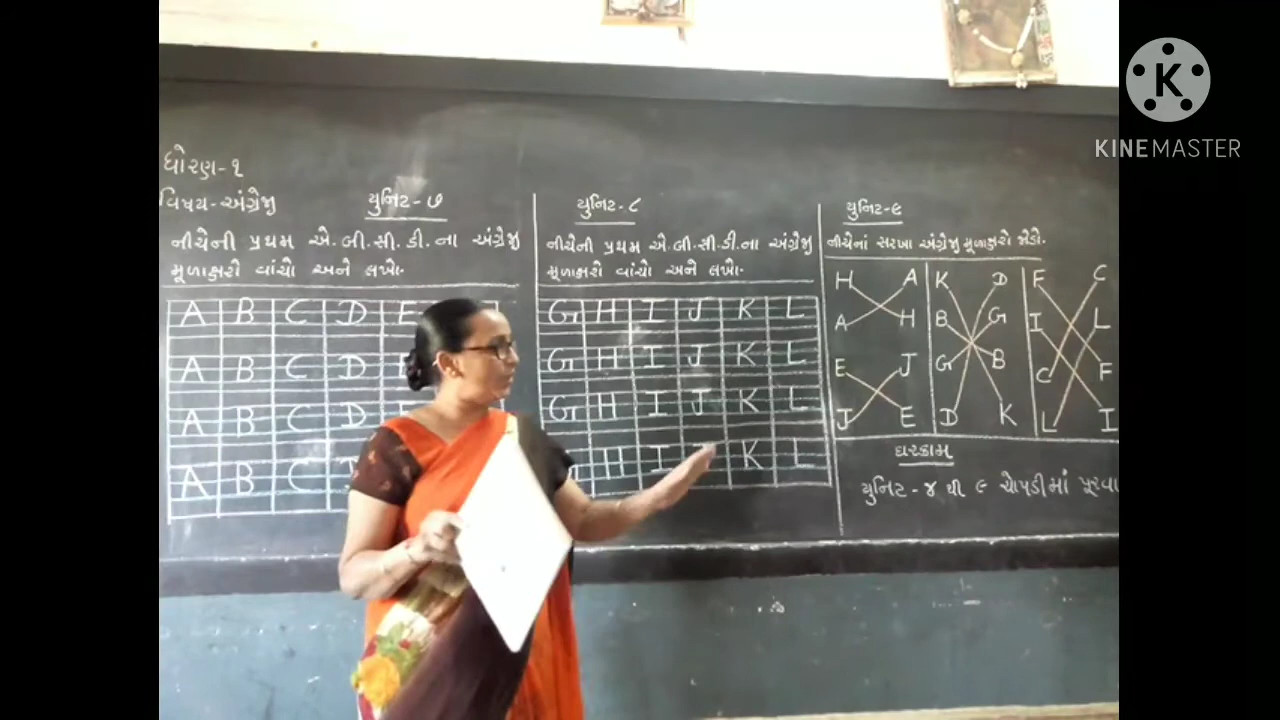 ધોરણ-૧
વિષય-અંગ્રેજી
યુનિટ-૭
નીચેની પ્રથમ એ.બી.સી.ડી.ના અંગ્રેજી
મૂળાક્ષરો વાંચો અને લખો.
A B C D E
A B C D E
A B C D E
A B C D
યુનિટ-૮
નીચેની પ્રથમ એ.બી.સી.ડી.ના અંગ્રેજી
મૂળાક્ષરો વાંચો અને લખો.
G H I J K L
G H I J K L
G H I J K L
G H I J K L
યુનિટ-૯
નીચેનાં સરખા અંગ્રેજી મૂળાક્ષરો જોડો.
H A K D F C
A H B G I L
E J G B C F
J E D K L I
ઘરકામ
યુનિટ-૪ થી ૯ ચોપડીમાં પૂરવા
KINEMASTER